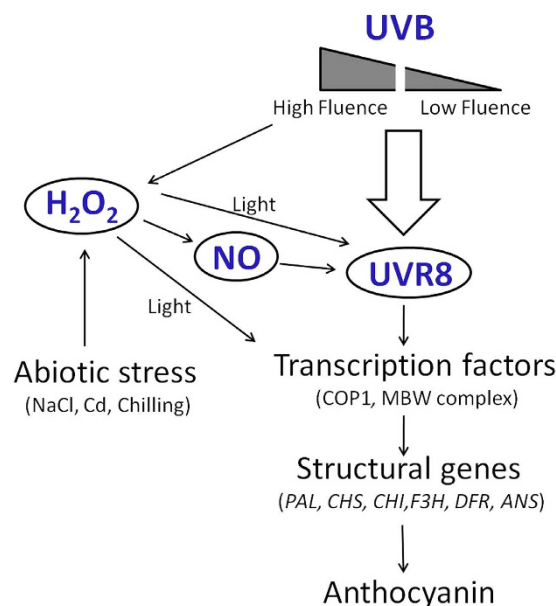 UVB
High Fluence Low Fluence
H₂O₂
Light
NO
UVR8
Light
Abiotic stress
(NaCl, Cd, Chilling)
Transcription factors
(COP1, MBW complex)
Structural genes
(PAL, CHS, CHI,F3H, DFR, ANS)
Anthocyanin